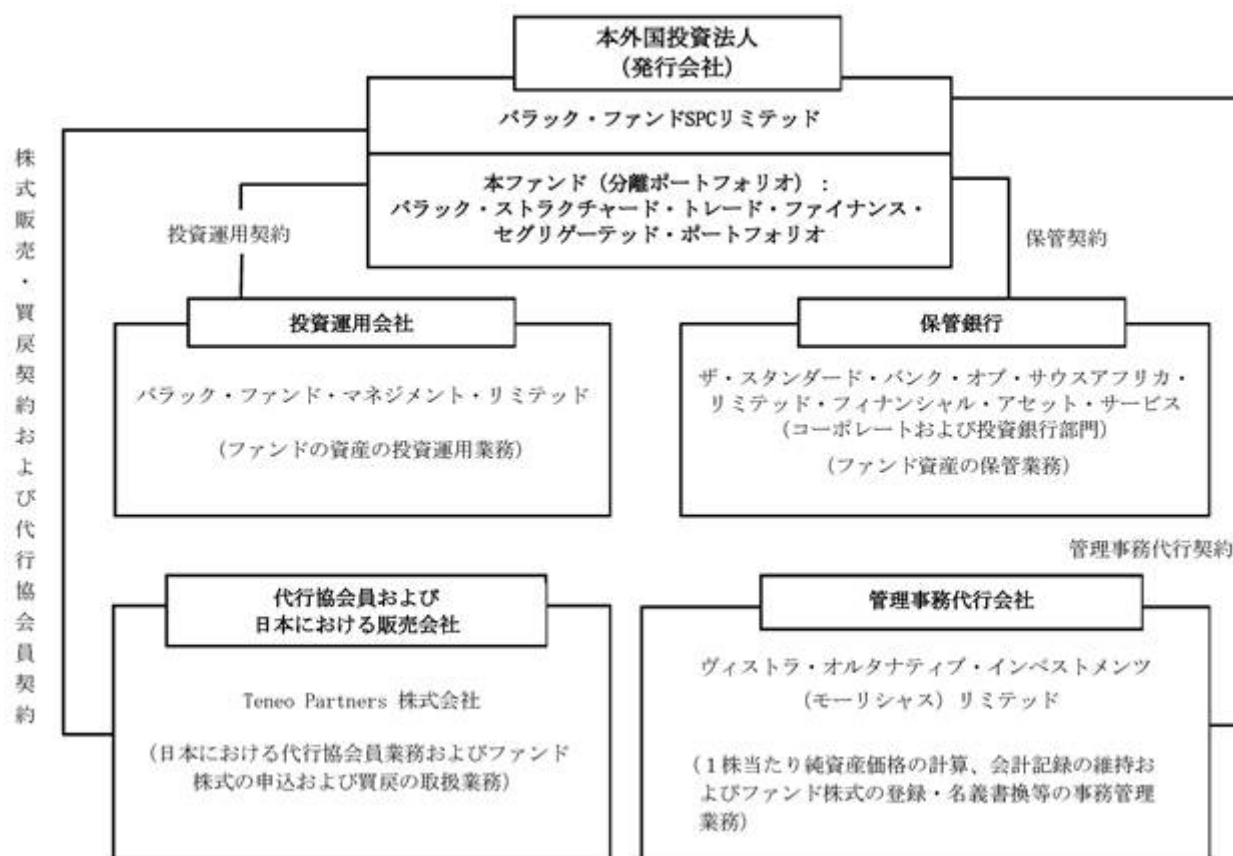 本外国投資法人
(発行会社)
バラック・ファンドSPCリミテッド
本ファンド（分離ポートフォリオ）：
バラック・ストラクチャード・トレード・ファイナンス・
セグリゲーテッド・ポートフォリオ
株式販売・買戻契約および代行協会員契約
投資運用契約
保管契約
投資運用会社
バラック・ファンド・マネジメント・リミテッド
(ファンドの資産の投資運用業務)
保管銀行
ザ・スタンダード・バンク・オブ・サウスアフリカ・
リミテッド・フィナンシャル・アセット・サービス
(コーポレートおよび投資銀行部門)
(ファンド資産の保管業務)
管理事務代行契約
代行協会員および
日本における販売会社
Teneo Partners 株式会社
(日本における代行協会員業務およびファンド
株式の申込および買戻の取扱業務)
管理事務代行会社
ヴィストラ・オルタナティブ・インベストメンツ
(モーリシャス) リミテッド
(１株当たり純資産価格の計算、会計記録の維持お
よびファンド株式の登録・名義書換等の事務管理
業務)